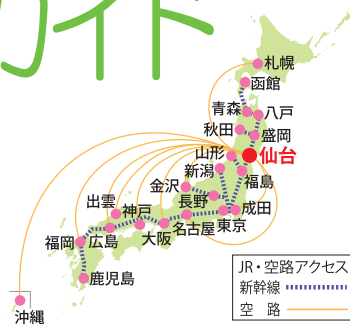 ガイド
札幌
函館
青森
八戸
秋田
盛岡
山形
仙台
新潟
福島
金沢
長野
成田
出雲
神戸
東京
名古屋
大阪
福岡
広島
鹿児島
沖縄
JR・空路アクセス
新幹線
空 路